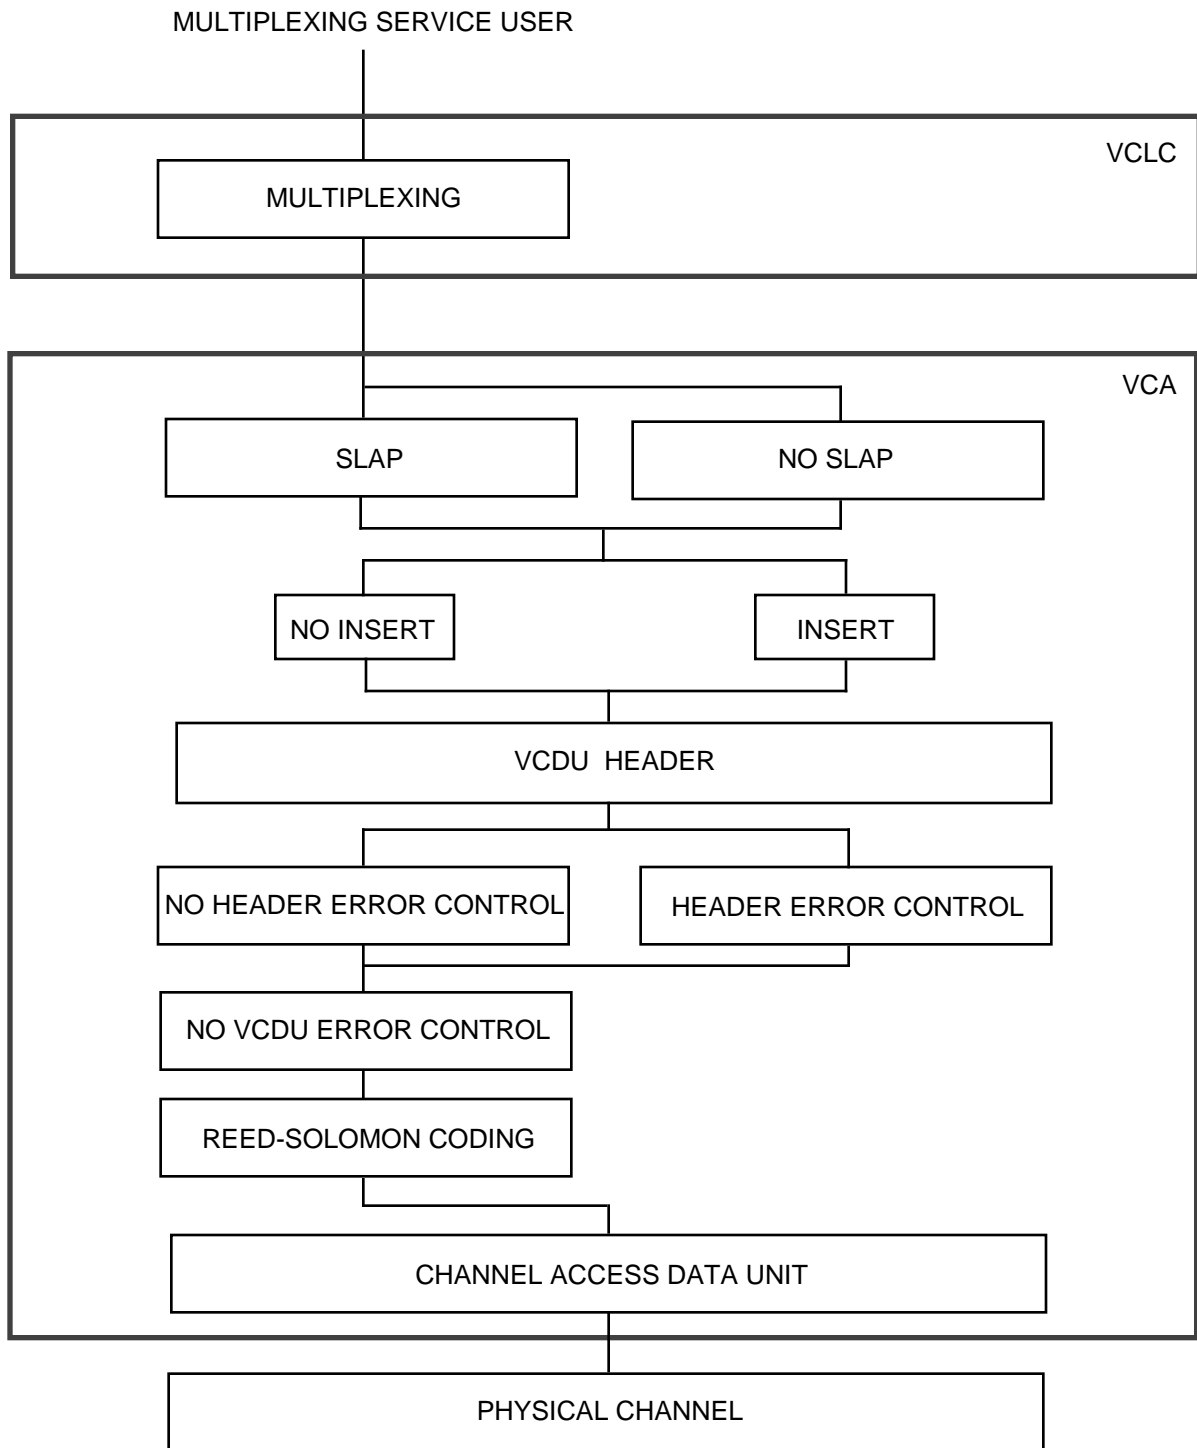 MULTIPLEXING SERVICE USER
VCLC
MULTIPLEXING
VCA
SLAP
NO SLAP
NO INSERT
INSERT
VCDU HEADER
NO HEADER ERROR CONTROL
HEADER ERROR CONTROL
NO VCDU ERROR CONTROL
REED-SOLOMON CODING
CHANNEL ACCESS DATA UNIT
PHYSICAL CHANNEL